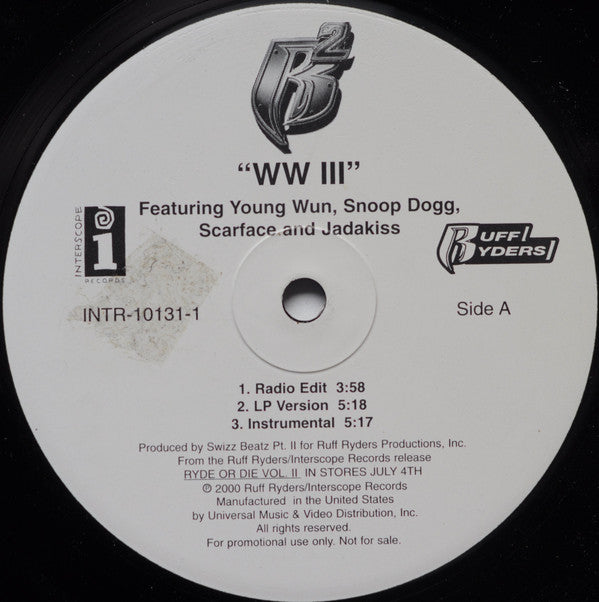 R2
"WW III"
Featuring Young Wun, Snoop Dogg,
Scarface and Jadakiss
INTERSCOPE
i
RECORDS
RUFF
RYDERS
INTR-10131-1
Side A
1. Radio Edit 3:58
2. LP Version 5:18
3. Instrumental 5:17
Produced by Swizz Beatz Pt. II for Ruff Ryders Productions, Inc.
From the Ruff Ryders/Interscope Records release
RYDE OR DIE VOL. II IN STORES JULY 4TH
℗ 2000 Ruff Ryders/Interscope Records
Manufactured in the United States
by Universal Music & Video Distribution, Inc.
All rights reserved.
For promotional use only. Not for sale.